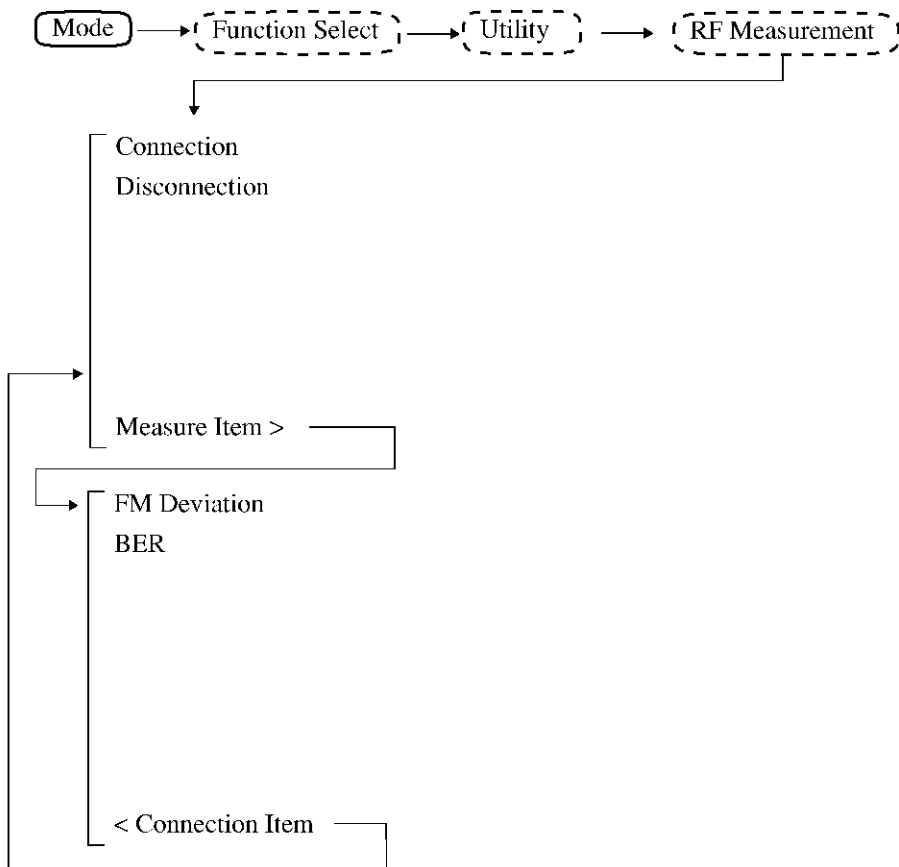 Mode Function Select Utility RF Measurement
Connection
Disconnection
Measure Item >
FM Deviation
BER
< Connection Item